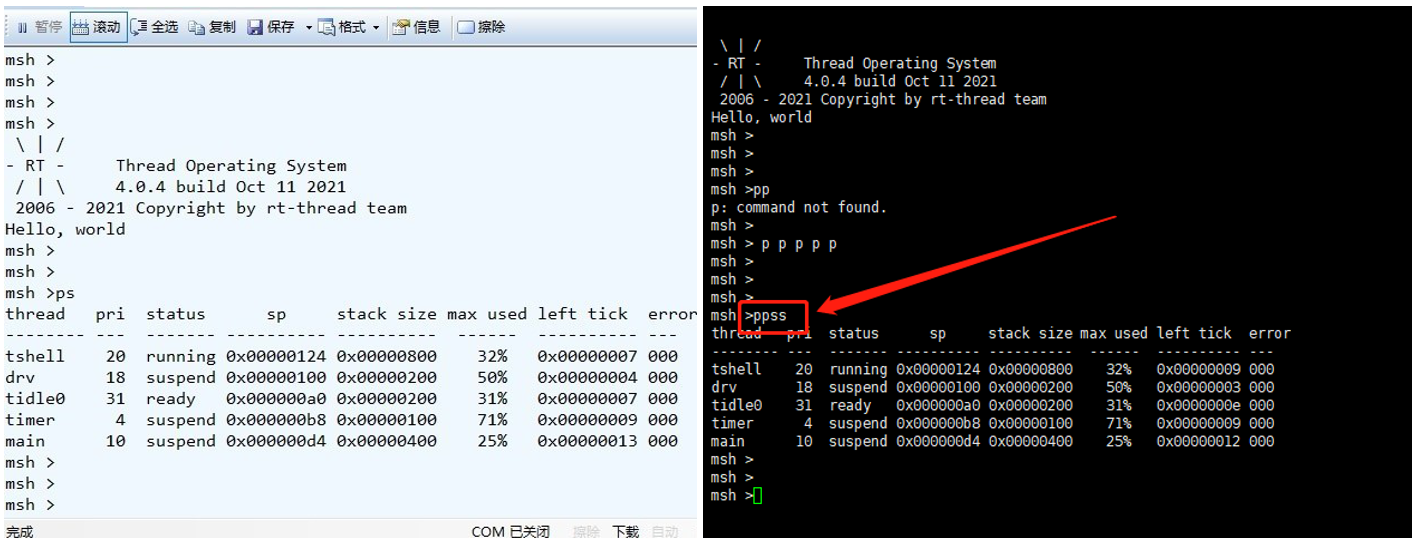 暂停 滚动 全选 复制 保存 格式 信息 擦除
msh >
msh >
msh >
msh >
\ | /
- RT -     Thread Operating System
/ | \     4.0.4 build Oct 11 2021
2006 - 2021 Copyright by rt-thread team
Hello, world
msh >
msh >
msh >ps
thread   pri  status      sp     stack size max used left tick  error
-------- ---  ------- ---------- ----------  ------  ---------- ---
tshell    20  running 0x00000124 0x00000800    32%   0x00000007 000
drv       18  suspend 0x00000100 0x00000200    50%   0x00000004 000
tidle0    31  ready   0x000000a0 0x00000200    31%   0x00000007 000
timer      4  suspend 0x000000b8 0x00000100    71%   0x00000009 000
main      10  suspend 0x000000d4 0x00000400    25%   0x00000013 000
msh >
msh >
msh >
完成 COM 已关闭 擦除 下载 自动
\ | /
- RT -     Thread Operating System
/ | \     4.0.4 build Oct 11 2021
2006 - 2021 Copyright by rt-thread team
Hello, world
msh >
msh >
msh >
msh >pp
p: command not found.
msh >
msh > p p p p p
msh >
msh >
msh >
msh >ppss
thread   pri  status      sp     stack size max used left tick  error
-------- ---  ------- ---------- ----------  ------  ---------- ---
tshell    20  running 0x00000124 0x00000800    32%   0x00000009 000
drv       18  suspend 0x00000100 0x00000200    50%   0x00000003 000
tidle0    31  ready   0x000000a0 0x00000200    31%   0x0000000e 000
timer      4  suspend 0x000000b8 0x00000100    71%   0x00000009 000
main      10  suspend 0x000000d4 0x00000400    25%   0x00000012 000
msh >
msh >
msh >